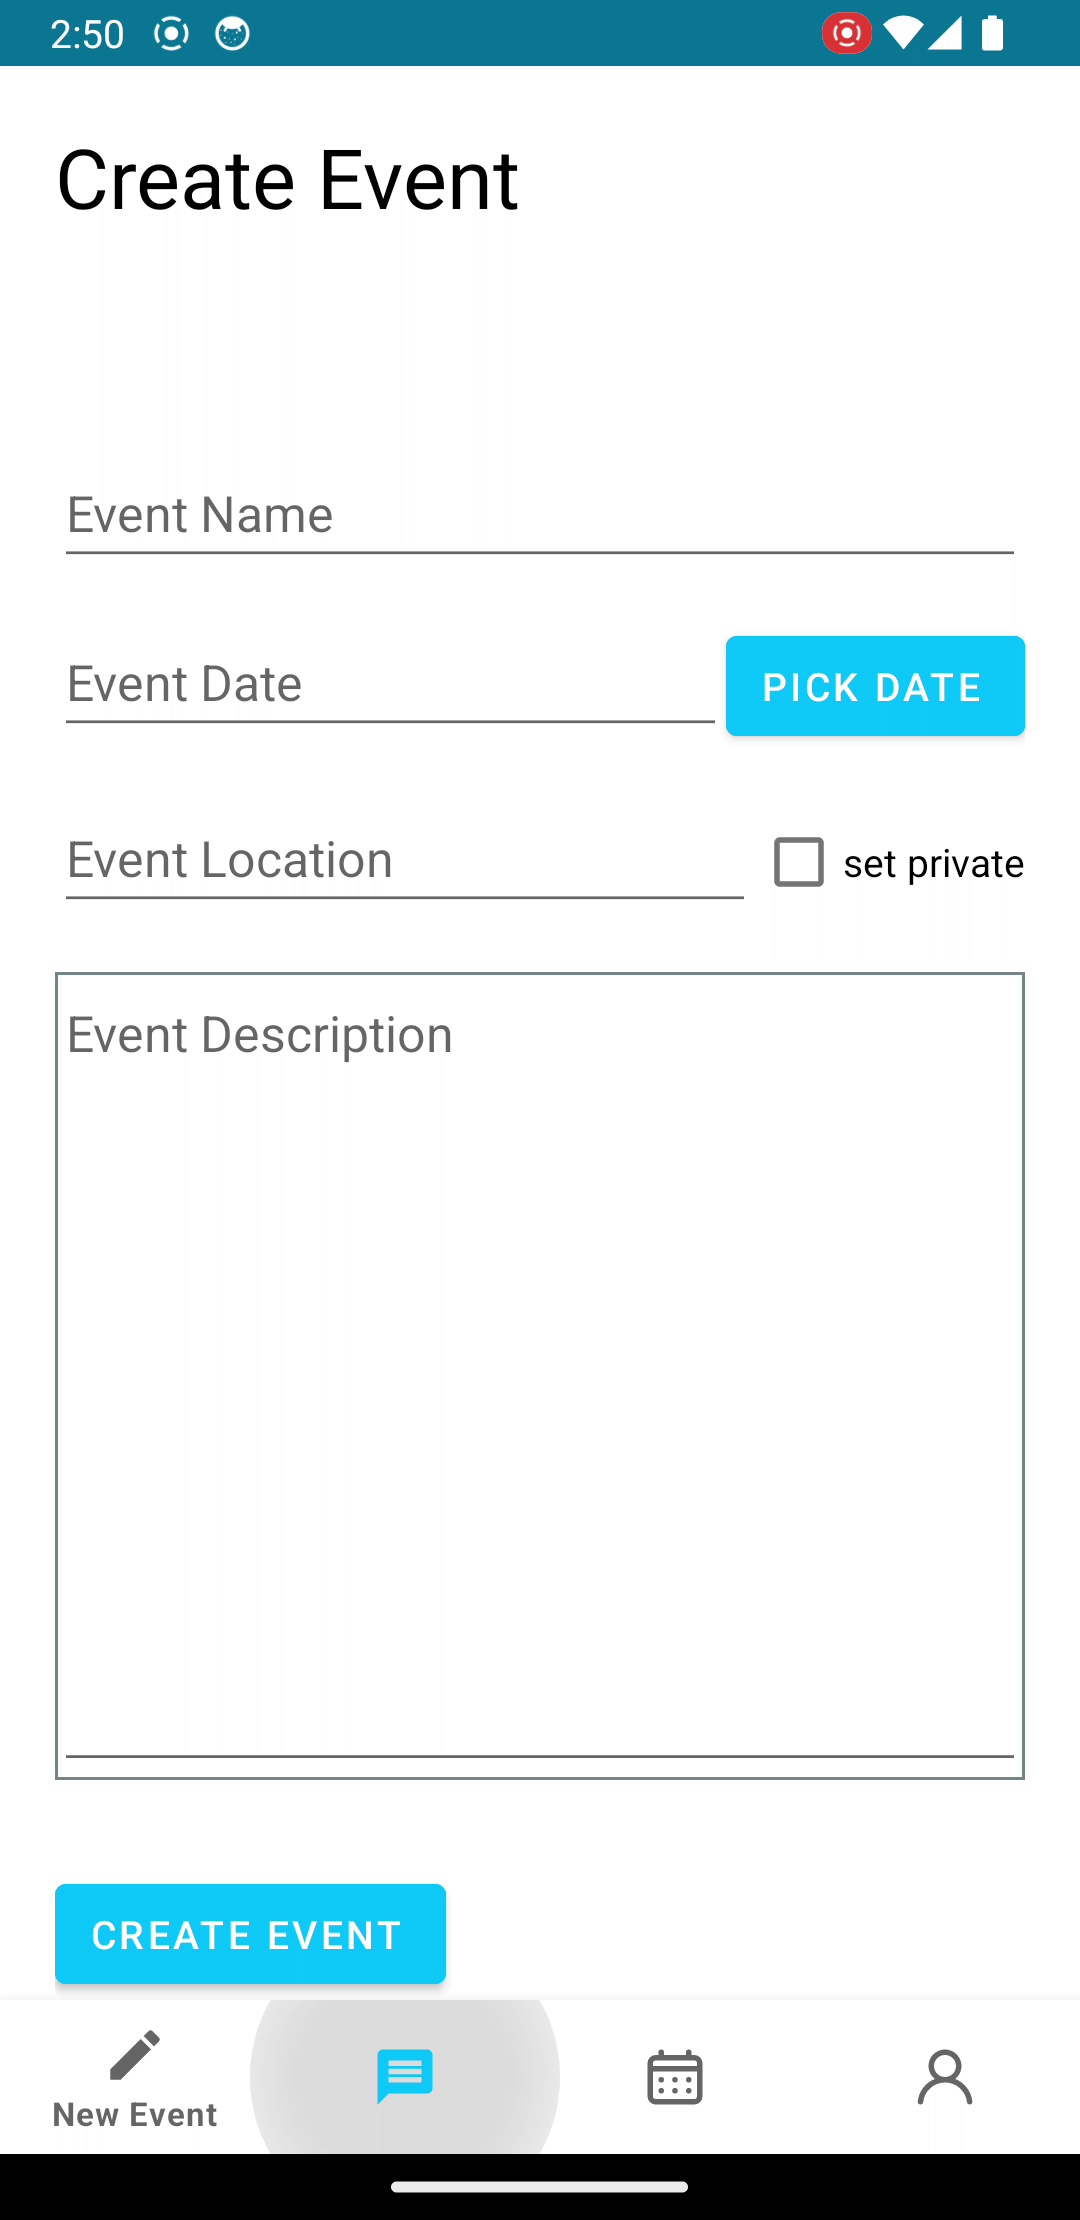 2:50
Create Event
Event Name
Event Date
PICK DATE
Event Location
set private
Event Description
CREATE EVENT
New Event